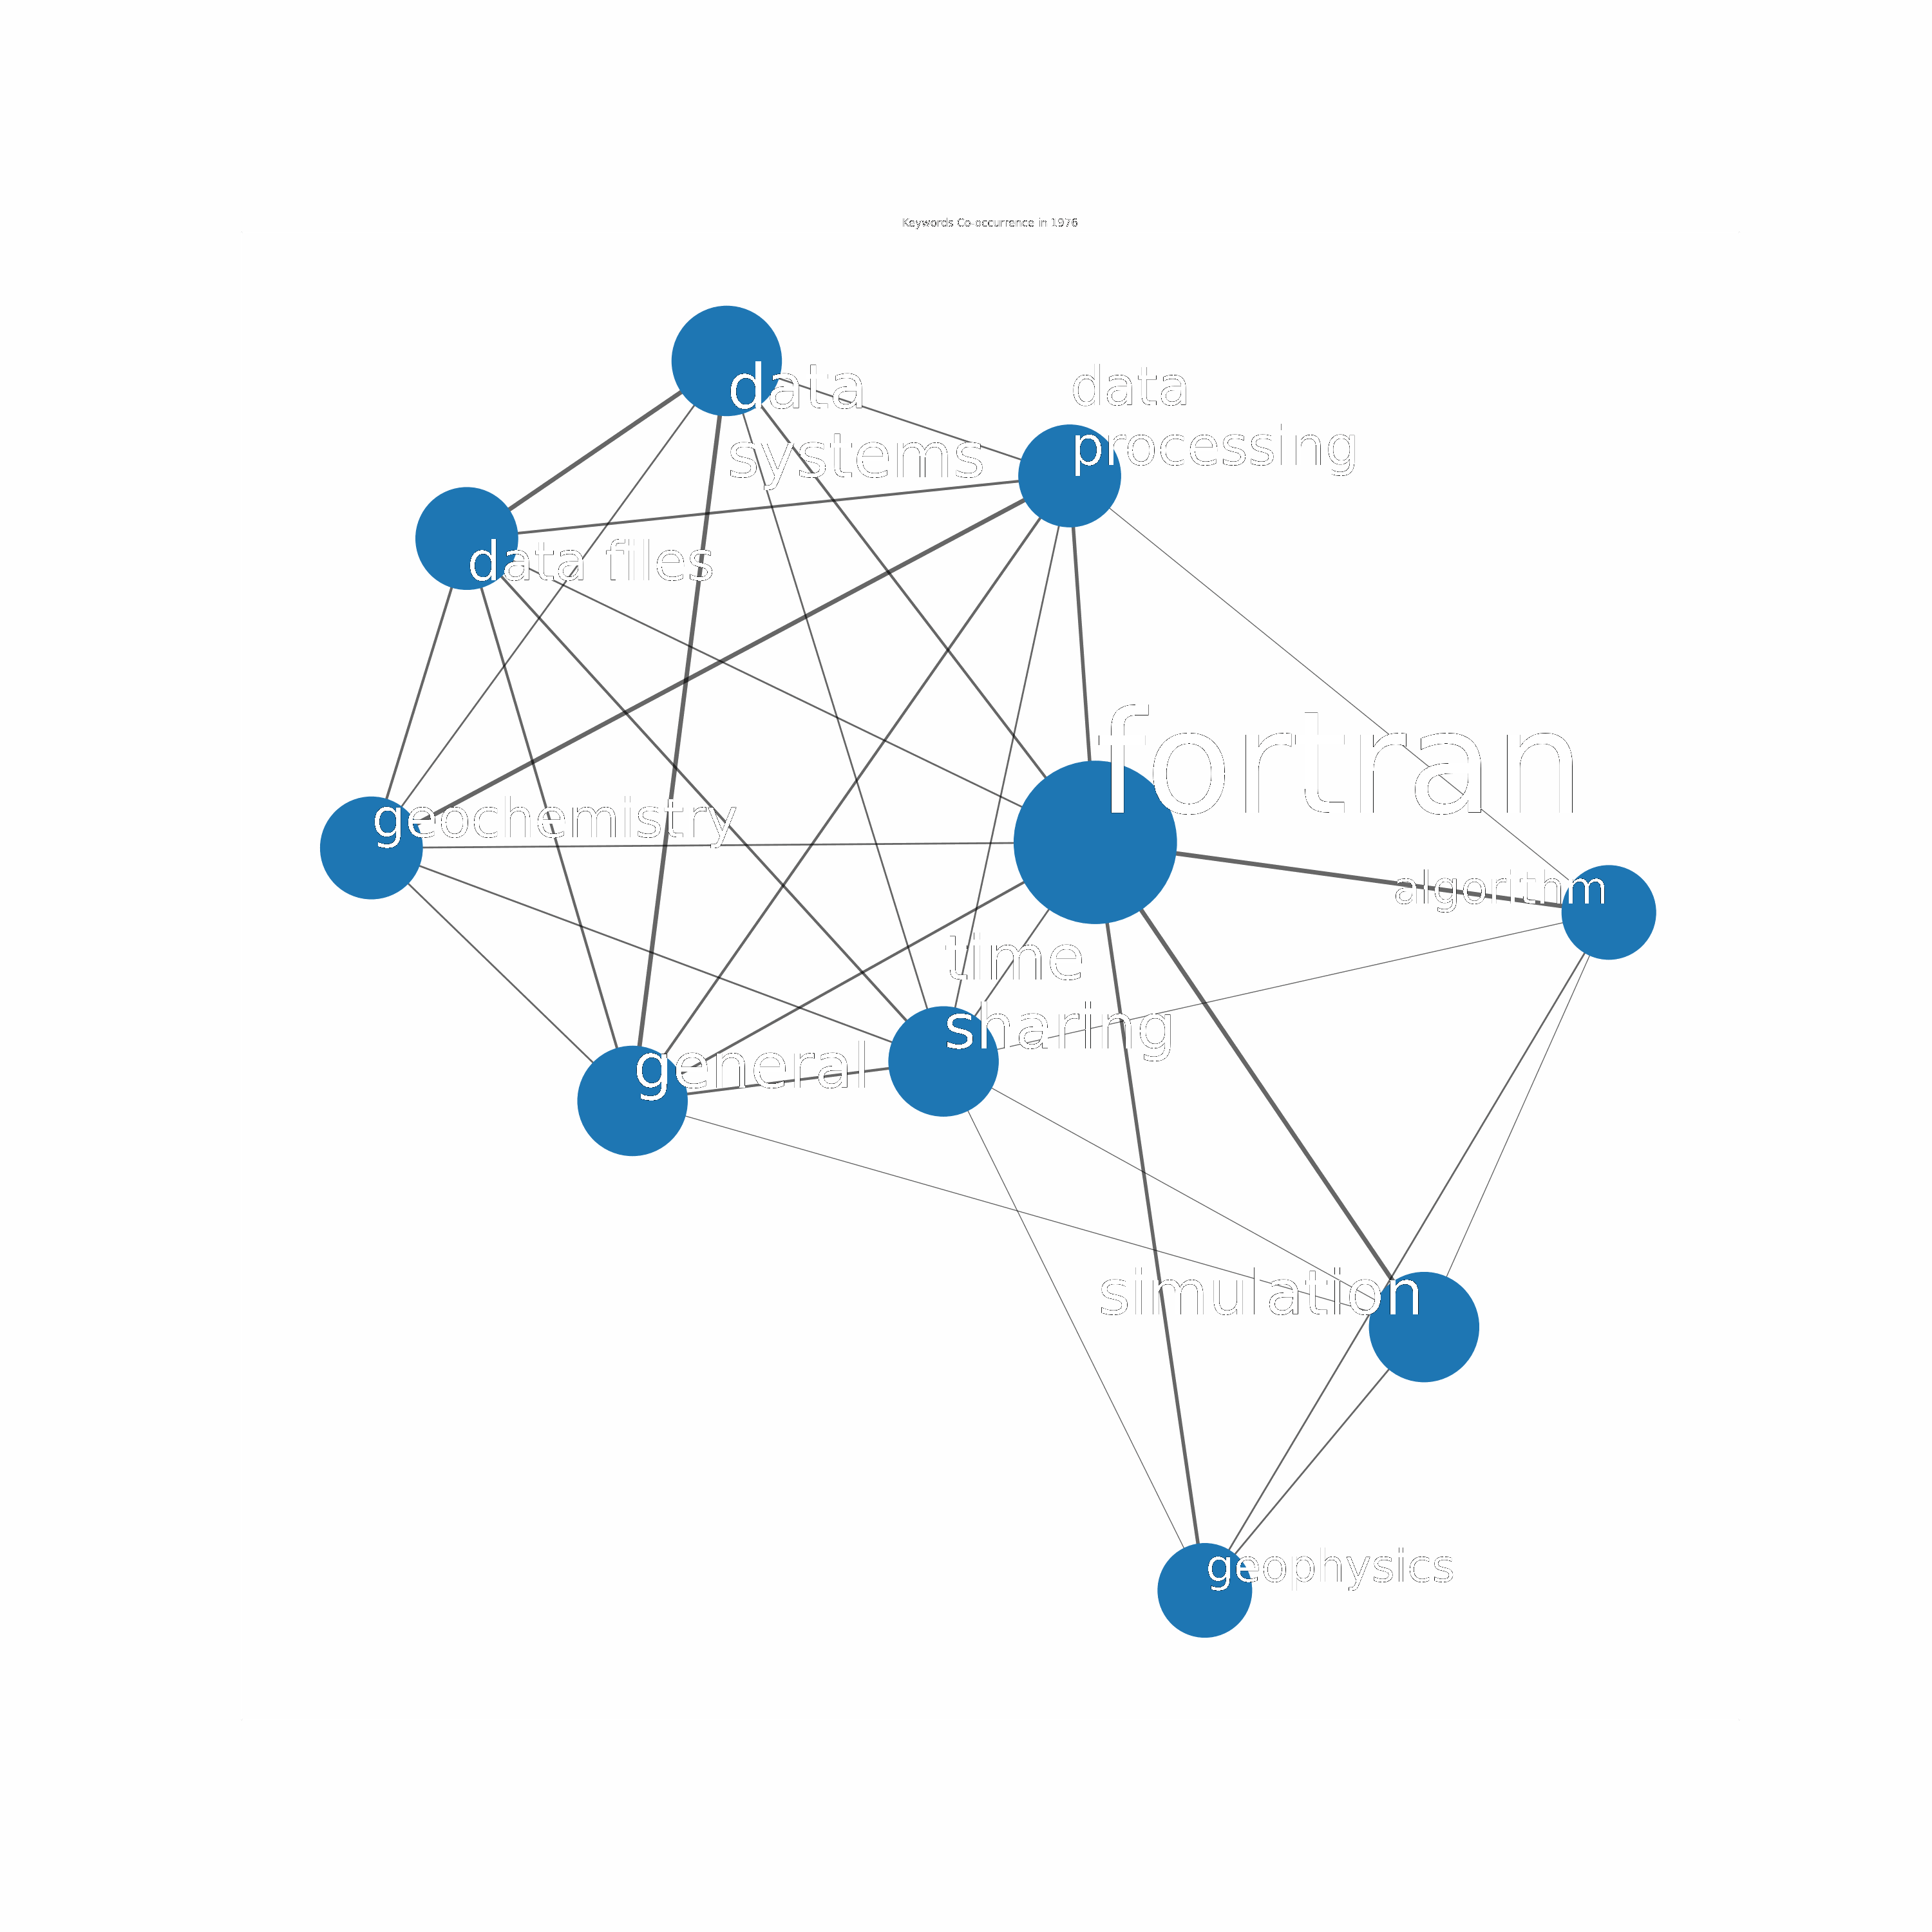 Keywords Co-occurrence in 1976
data
systems
data
processing
data files
fortran
geochemistry
algorithm
time
sharing
general
simulation
geophysics